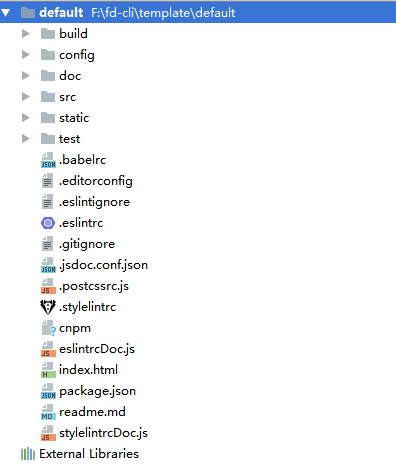 default F:\fd-cli\template\default
build
config
doc
src
static
test
.babelrc
.editorconfig
.eslintignore
.eslintrc
.gitignore
.jsdoc.conf.json
.postcssrc.js
.stylelintrc
cnpm
eslintrcDoc.js
index.html
package.json
readme.md
stylelintrcDoc.js
External Libraries